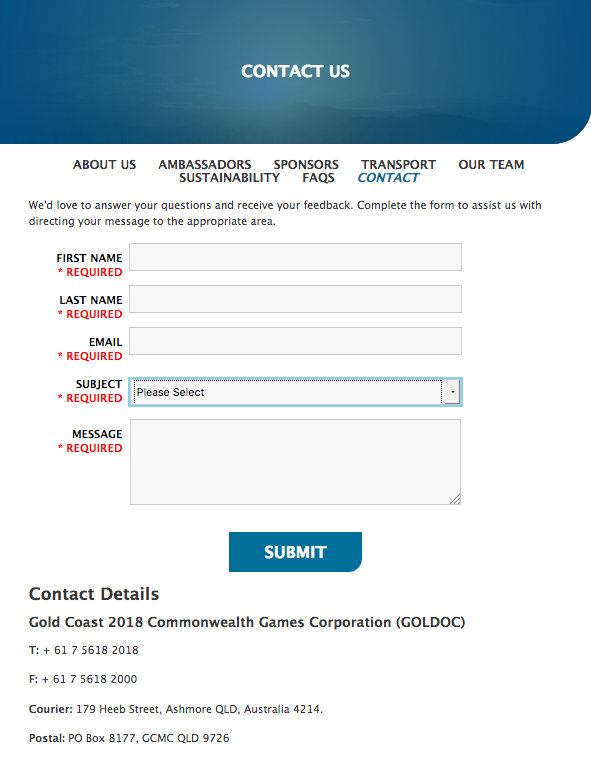 CONTACT US
ABOUT US AMBASSADORS SPONSORS TRANSPORT OUR TEAM
SUSTAINABILITY FAQS CONTACT
We'd love to answer your questions and receive your feedback. Complete the form to assist us with
directing your message to the appropriate area.
FIRST NAME
* REQUIRED
LAST NAME
* REQUIRED
EMAIL
* REQUIRED
SUBJECT
* REQUIRED
Please Select
MESSAGE
* REQUIRED
SUBMIT
Contact Details
Gold Coast 2018 Commonwealth Games Corporation (GOLDOC)
T: + 61 7 5618 2018
F: + 61 7 5618 2000
Courier: 179 Heeb Street, Ashmore QLD, Australia 4214.
Postal: PO Box 8177, GCMC QLD 9726